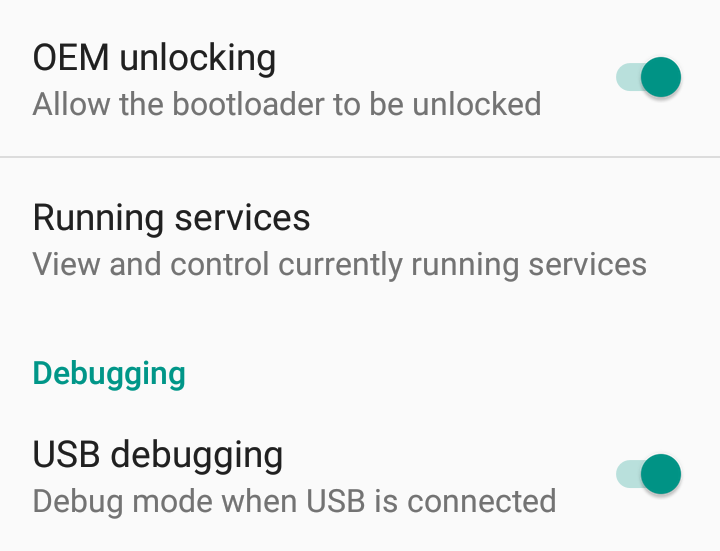 OEM unlocking
Allow the bootloader to be unlocked
Running services
View and control currently running services
Debugging
USB debugging
Debug mode when USB is connected